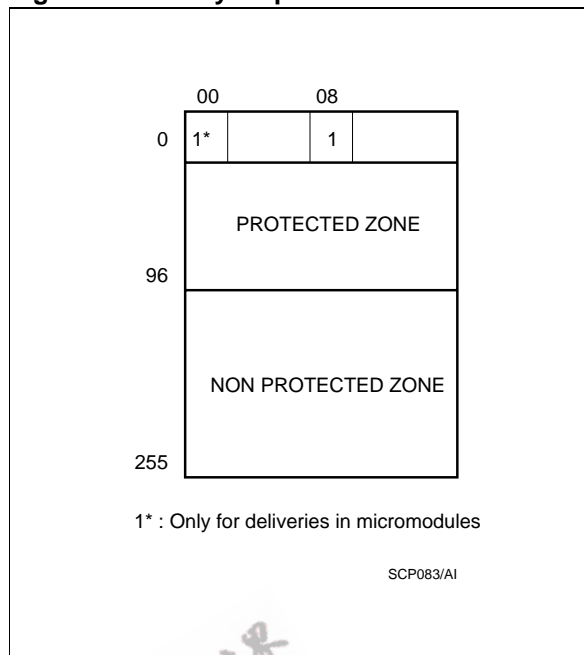 00 08
0 1* 1
PROTECTED ZONE
96
NON PROTECTED ZONE
255
1* : Only for deliveries in micromodules
SCP083/AI